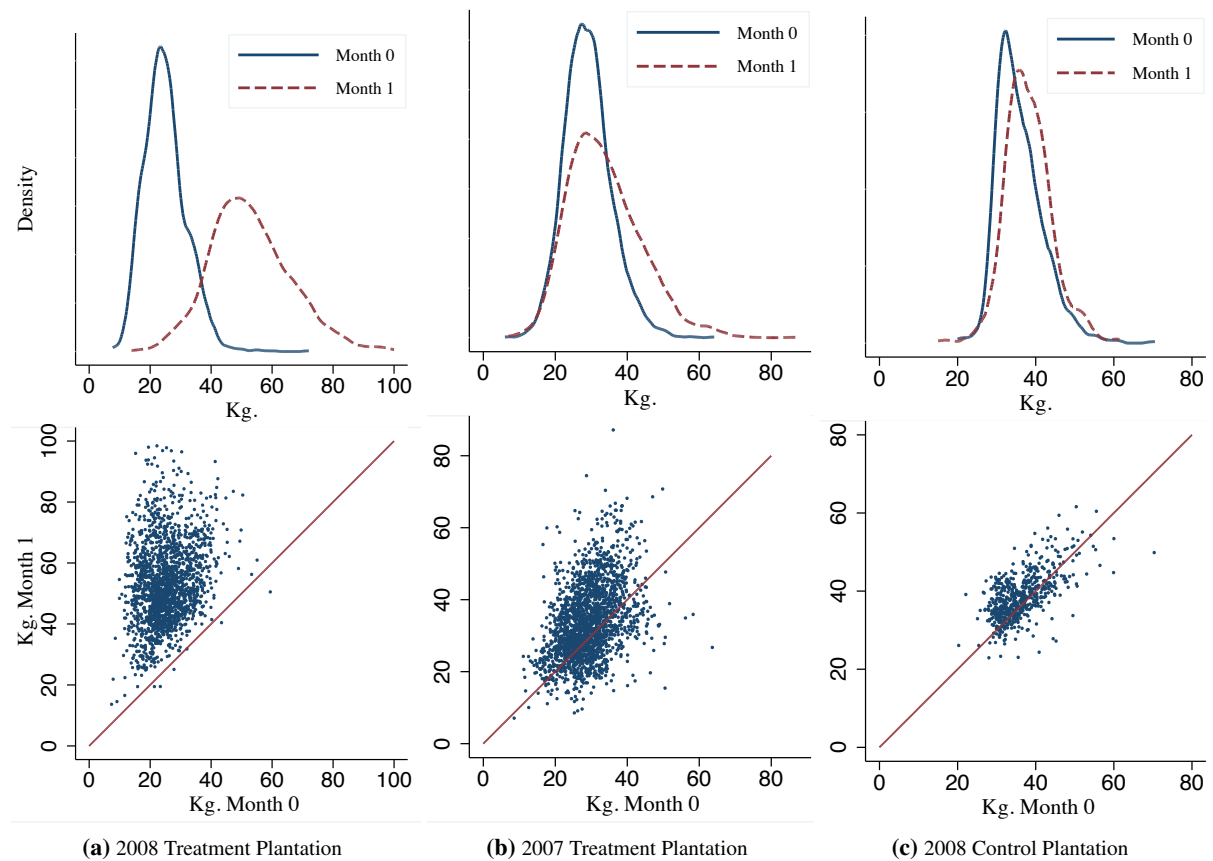 Month 0
Month 1
Density
0 20 40 60 80 100
Kg.
Month 0
Month 1
0 20 40 60 80
Kg.
Month 0
Month 1
0 20 40 60 80
Kg.
Kg. Month 1
100
80
60
40
20
0
0 20 40 60 80 100
Kg. Month 0
80
60
40
20
0
0 20 40 60 80
Kg. Month 0
80
60
40
20
0
0 20 40 60 80
Kg. Month 0
(a) 2008 Treatment Plantation
(b) 2007 Treatment Plantation
(c) 2008 Control Plantation